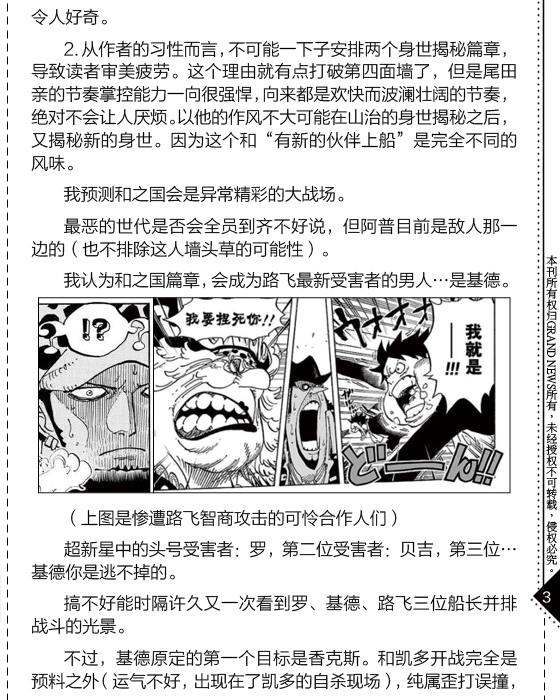 令人好奇。
2.从作者的习性而言，不可能一下子安排两个身世揭秘篇章，
导致读者审美疲劳。这个理由就有点打破第四面墙了，但是尾田
亲的节奏掌控能力一向很强悍，向来都是欢快而波澜壮阔的节奏，
绝对不会让人厌烦。以他的作风不大可能在山治的身世揭秘之后，
又揭秘新的身世。因为这个和“有新的伙伴上船”是完全不同的
风味。
我预测和之国会是异常精彩的大战场。
最恶的世代是否会全员到齐不好说，但阿普目前是敌人那一
边的（也不排除这人墙头草的可能性）。
我认为和之国篇章，会成为路飞最新受害者的男人…是基德。
!?
我要捏死你!!
ウオオオオ
我就是
——!!!
どーーん!!
（上图是惨遭路飞智商攻击的可怜合作人们）
超新星中的头号受害者：罗，第二位受害者：贝吉，第三位…
基德你是逃不掉的。
搞不好能时隔许久又一次看到罗、基德、路飞三位船长并排
战斗的光景。
不过，基德原定的第一个目标是香克斯。和凯多开战完全是
预料之外（运气不好，出现在了凯多的自杀现场），纯属歪打误撞，
本刊所有权归GRAND NEWS所有，未经授权不可转载，侵权必究。
3